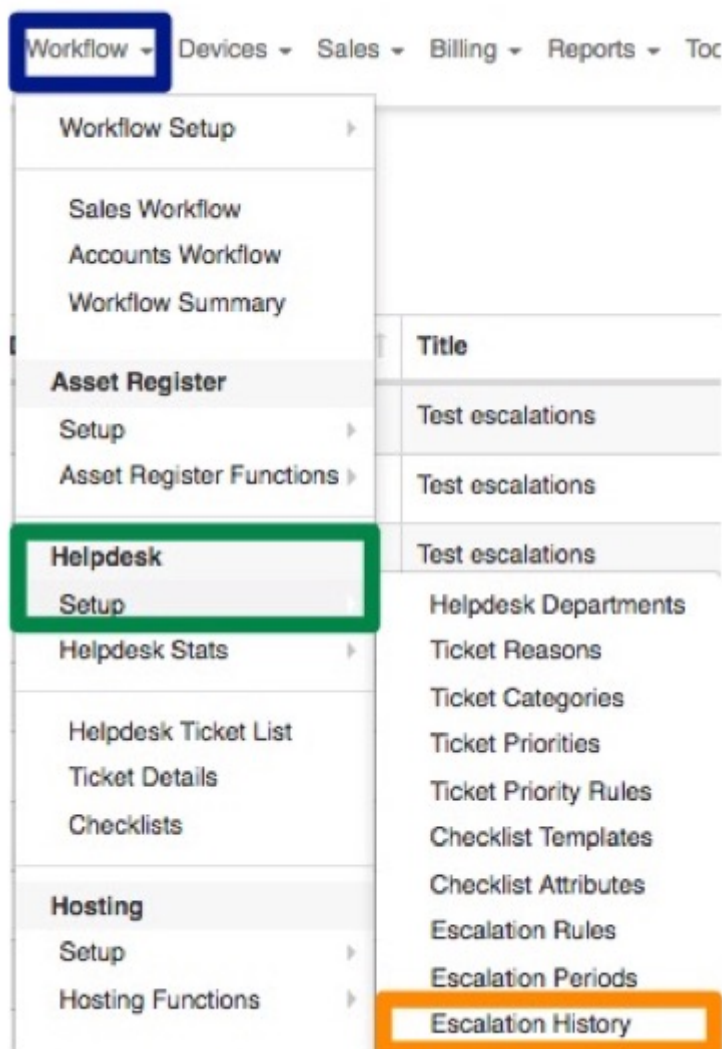 Workflow Devices Sales Billing Reports
Workflow Setup
Sales Workflow
Accounts Workflow
Workflow Summary
Title
Asset Register
Test escalations
Setup
Asset Register Functions
Test escalations
Helpdesk
Test escalations
Setup
Helpdesk Stats
Helpdesk Ticket List
Ticket Details
Checklists
Hosting
Setup
Hosting Functions
Helpdesk Departments
Ticket Reasons
Ticket Categories
Ticket Priorities
Ticket Priority Rules
Checklist Templates
Checklist Attributes
Escalation Rules
Escalation Periods
Escalation History